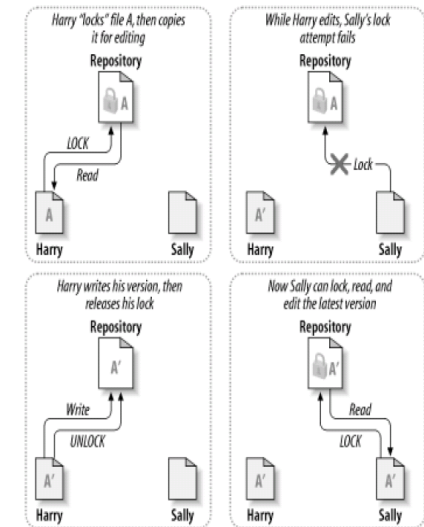 Harry "locks" file A, then copies
it for editing
Repository
A
LOCK
Read
A
Harry
Sally
While Harry edits, Sally's lock
attempt fails
Repository
A
Lock
A'
Harry
Sally
Harry writes his version, then
releases his lock
Repository
A'
Write
UNLOCK
A'
Harry
Sally
Now Sally can lock, read, and
edit the latest version
Repository
A'
Read
LOCK
A'
A'
Harry
Sally